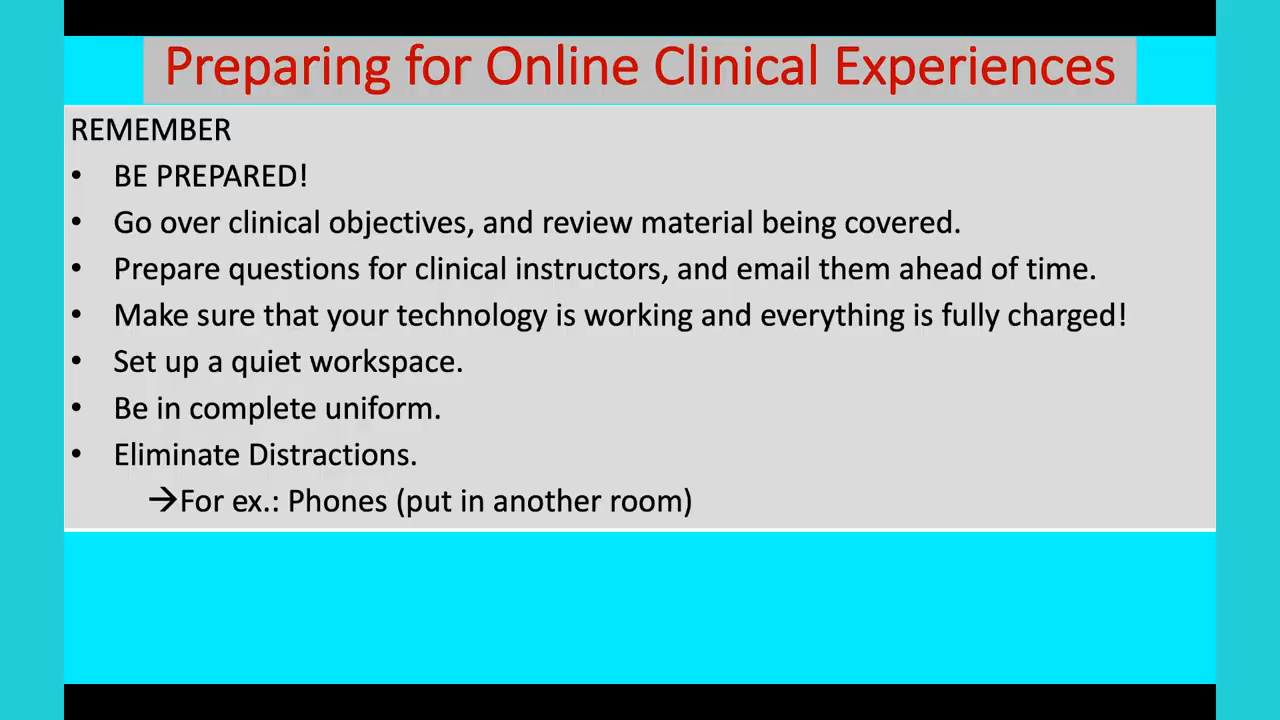 Preparing for Online Clinical Experiences
REMEMBER
• BE PREPARED!
• Go over clinical objectives, and review material being covered.
• Prepare questions for clinical instructors, and email them ahead of time.
• Make sure that your technology is working and everything is fully charged!
• Set up a quiet workspace.
• Be in complete uniform.
• Eliminate Distractions.
→For ex.: Phones (put in another room)